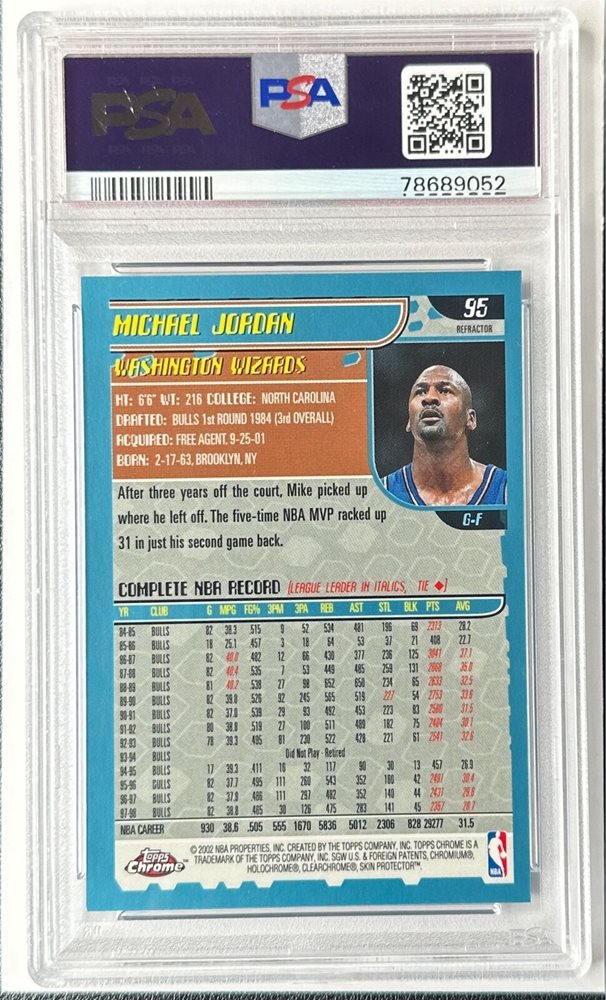 PSA
PSA
78689052
MICHAEL JORDAN
95
REFRACTOR
WASHINGTON WIZARDS
HT: 6'6" WT: 216 COLLEGE: NORTH CAROLINA
DRAFTED: BULLS 1st ROUND 1984 (3rd OVERALL)
ACQUIRED: FREE AGENT, 9-25-01
BORN: 2-17-63, BROOKLYN, NY
G-F
After three years off the court, Mike picked up
where he left off. The five-time NBA MVP racked up
31 in just his second game back.
COMPLETE NBA RECORD (LEAGUE LEADER IN ITALICS, TIE ◆)
YR CLUB G MPG FG% 3PM 3PA REB AST STL BLK PTS AVG
84-85 BULLS 82 38.3 .515 9 52 534 481 196 69 2313 28.2
85-86 BULLS 18 25.1 .457 3 18 64 53 37 21 408 22.7
86-87 BULLS 82 40.0 .482 12 66 430 377 236 125 3041 37.1
87-88 BULLS 82 40.4 .535 7 53 449 485 259 131 2868 35.0
88-89 BULLS 81 40.2 .538 27 98 652 650 234 65 2633 32.5
89-90 BULLS 82 39.0 .526 92 245 565 519 227 54 2753 33.6
90-91 BULLS 82 37.0 .539 29 93 492 453 223 83 2580 31.5
91-92 BULLS 80 38.8 .519 27 100 511 489 182 75 2404 30.1
92-93 BULLS 78 39.3 .495 81 230 522 428 221 61 2541 32.6
93-94 BULLS Did Not Play - Retired
94-95 BULLS 17 39.3 .411 16 32 117 90 30 13 457 26.9
95-96 BULLS 82 37.7 .495 111 260 543 352 180 42 2491 30.4
96-97 BULLS 82 37.9 .486 111 297 482 352 140 44 2431 29.6
97-98 BULLS 82 38.8 .465 30 126 475 283 141 45 2357 28.7
NBA CAREER 930 38.6 .505 555 1670 5836 5012 2306 828 29277 31.5
topps
Chrome™
© 2002 NBA PROPERTIES, INC. CREATED BY THE TOPPS COMPANY, INC. TOPPS CHROME IS A
TRADEMARK OF THE TOPPS COMPANY, INC. SGW U.S. & FOREIGN PATENTS, CHROMIUM®,
HOLOCHROME®, CLEARCHROME®, SKIN PROTECTOR™.
NBA
PSA